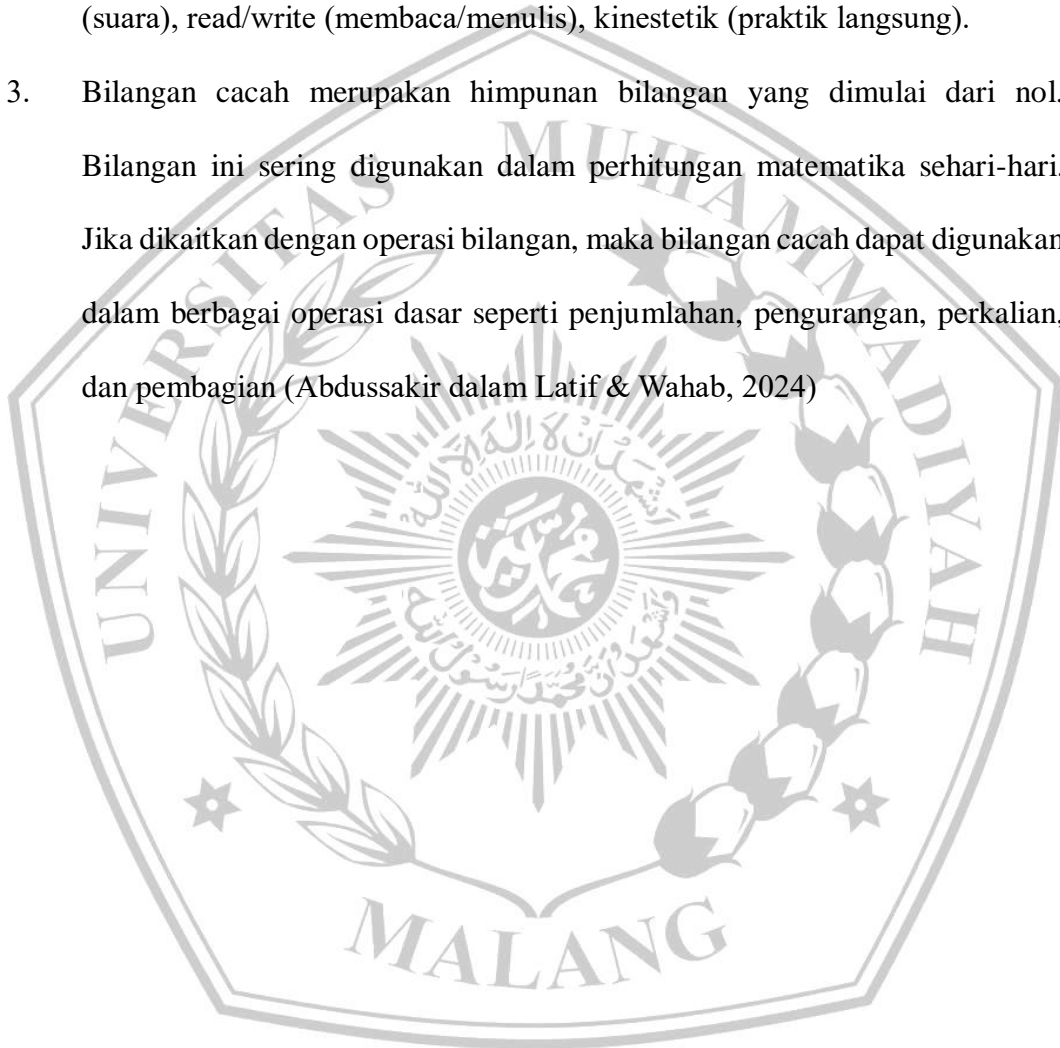 (suara), read/write (membaca/menulis), kinestetik (praktik langsung).
3. Bilangan cacah merupakan himpunan bilangan yang dimulai dari nol.
Bilangan ini sering digunakan dalam perhitungan matematika sehari-hari.
Jika dikaitkan dengan operasi bilangan, maka bilangan cacah dapat digunakan
dalam berbagai operasi dasar seperti penjumlahan, pengurangan, perkalian,
dan pembagian (Abdussakir dalam Latif & Wahab, 2024)
UNIVERSITAS MUHAMMADIYAH
MALANG